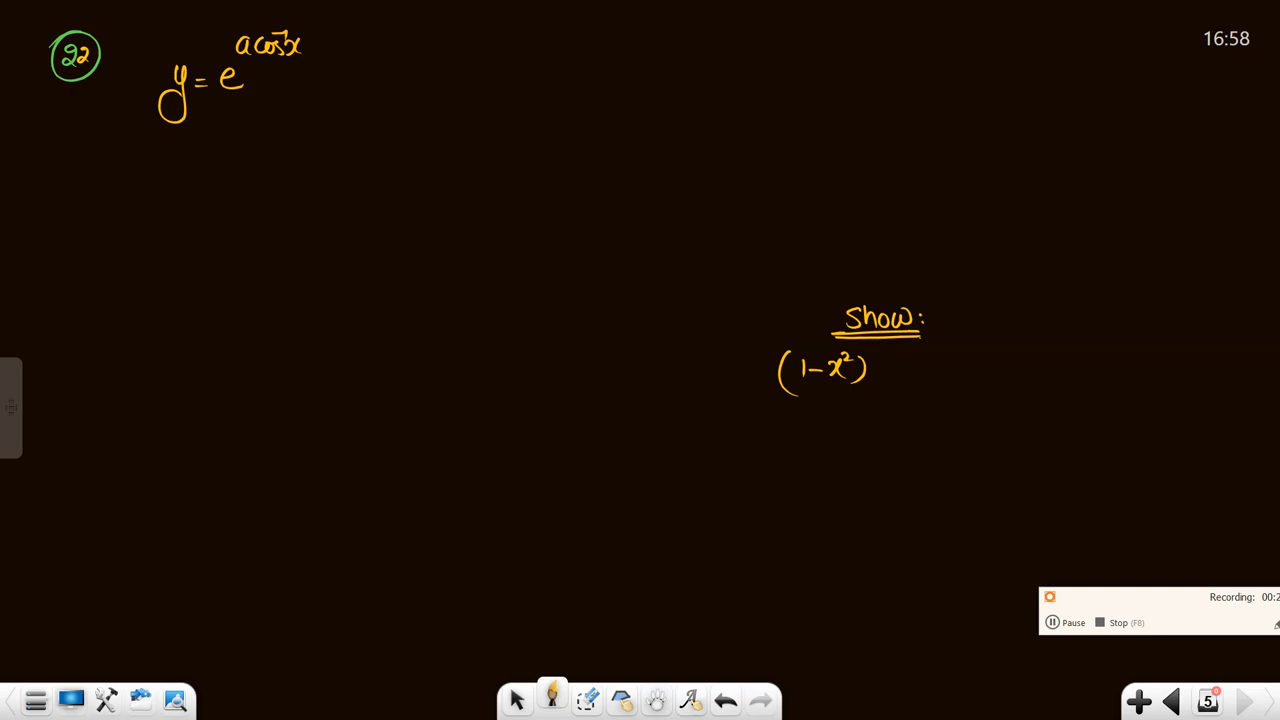 16:58
22 y = e^{a cos⁻¹x}
Show:
(1-x²)
Recording: 00:2
Pause Stop (F8)
5